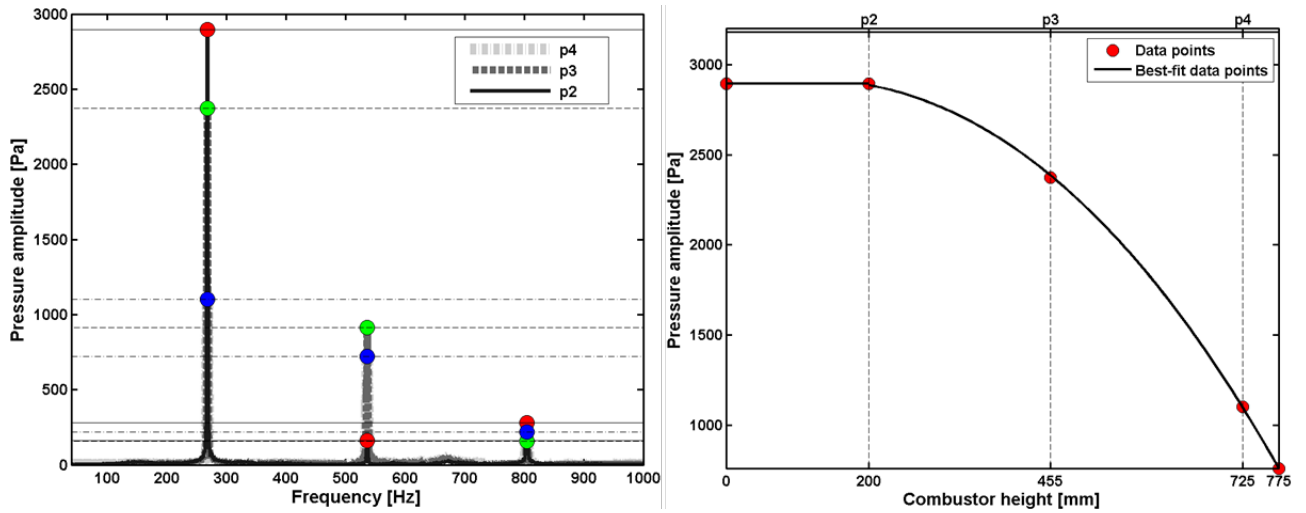 3000
2500
2000
1500
1000
500
0
Pressure amplitude [Pa]
p4
p3
p2
100 200 300 400 500 600 700 800 900 1000
Frequency [Hz]
p2 p3 p4
3000
2500
2000
1500
1000
Pressure amplitude [Pa]
Data points
Best-fit data points
0 200 455 725 775
Combustor height [mm]